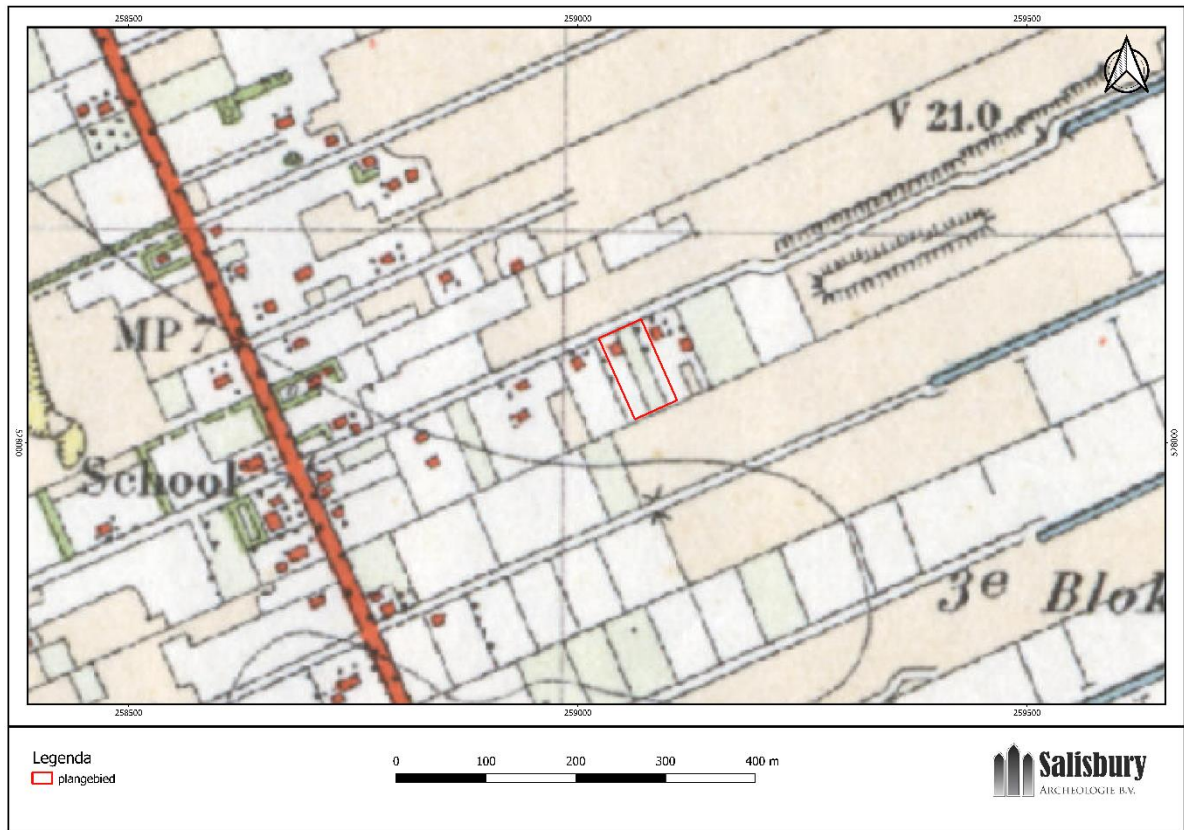 258500
259000
259500
V 21.0
MP 7
578000
578000
School
3e Blok
258500
259000
259500
Legenda
plangebied
0 100 200 300 400 m
Salisbury
ARCHEOLOGIE B.V.